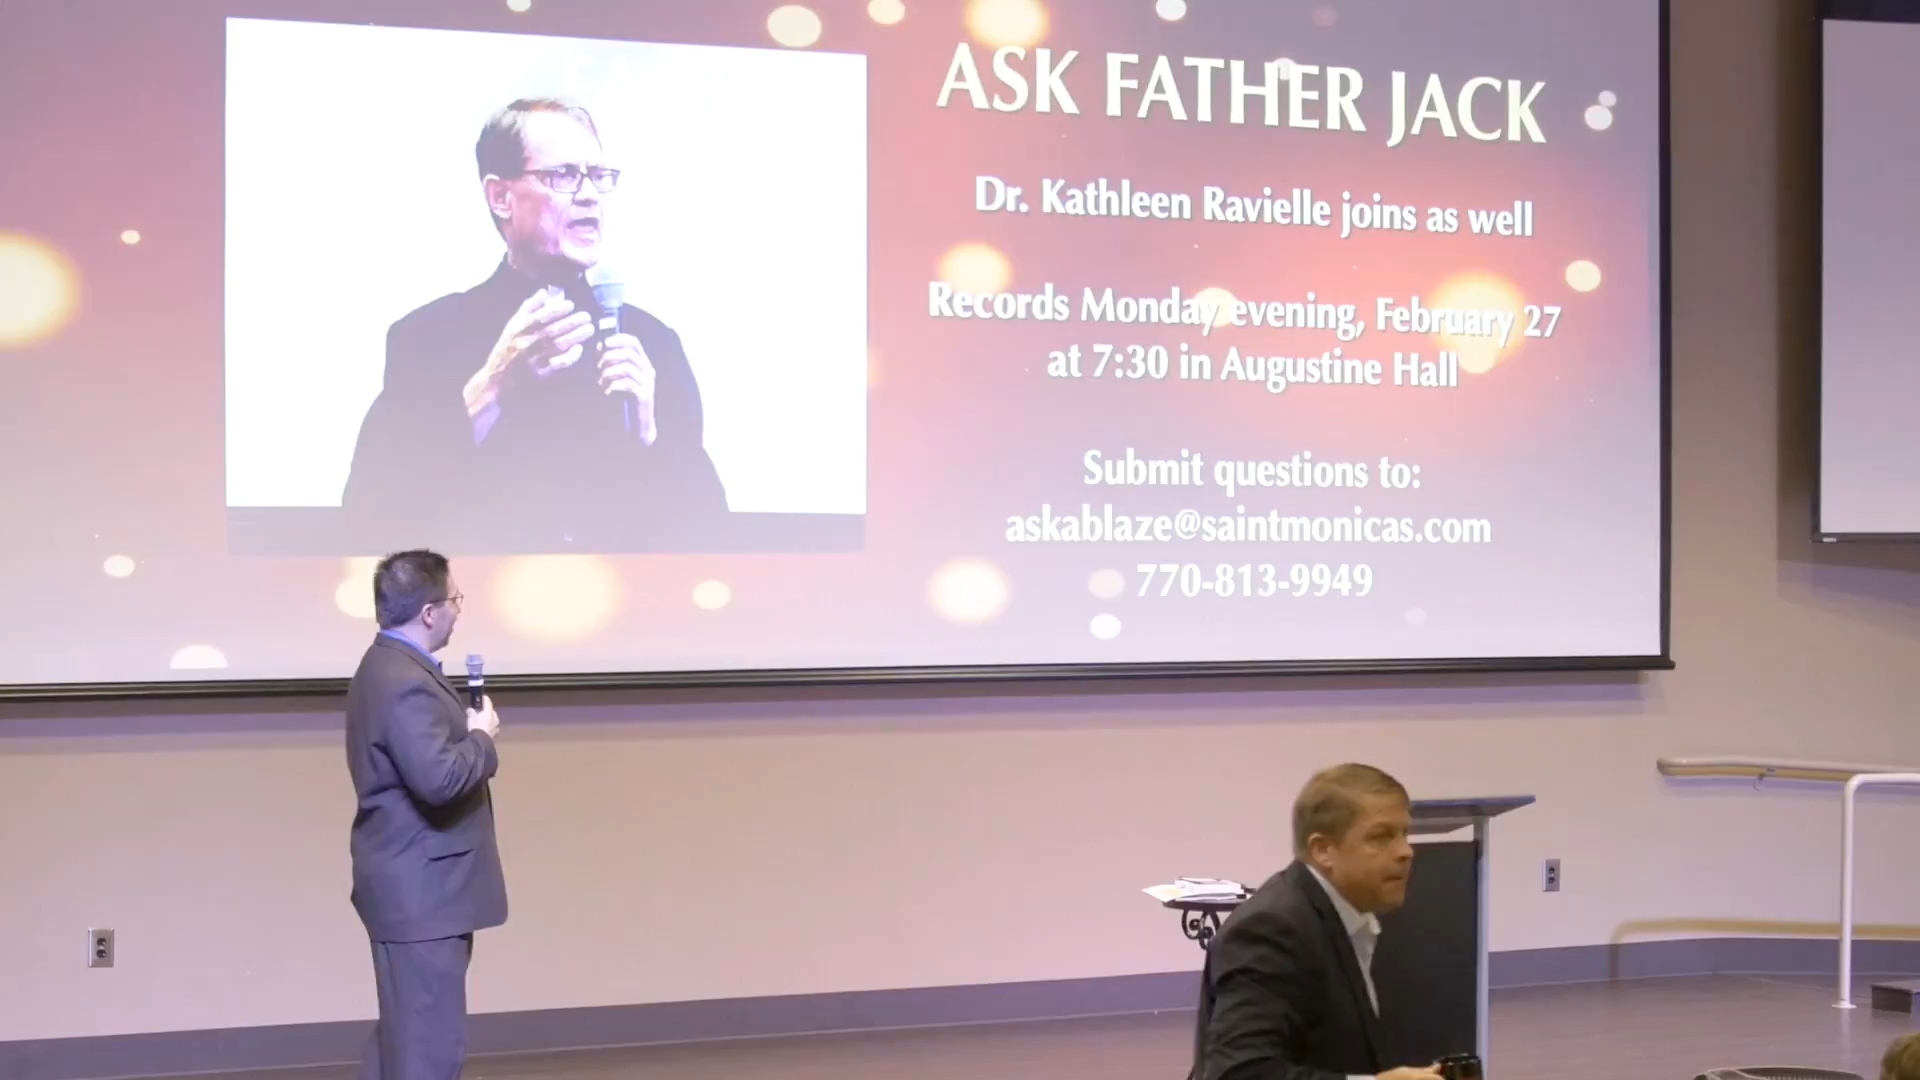 ASK FATHER JACK
Dr. Kathleen Ravielle joins as well
Records Monday evening, February 27
at 7:30 in Augustine Hall
Submit questions to:
askablaze@saintmonicas.com
770-813-9949